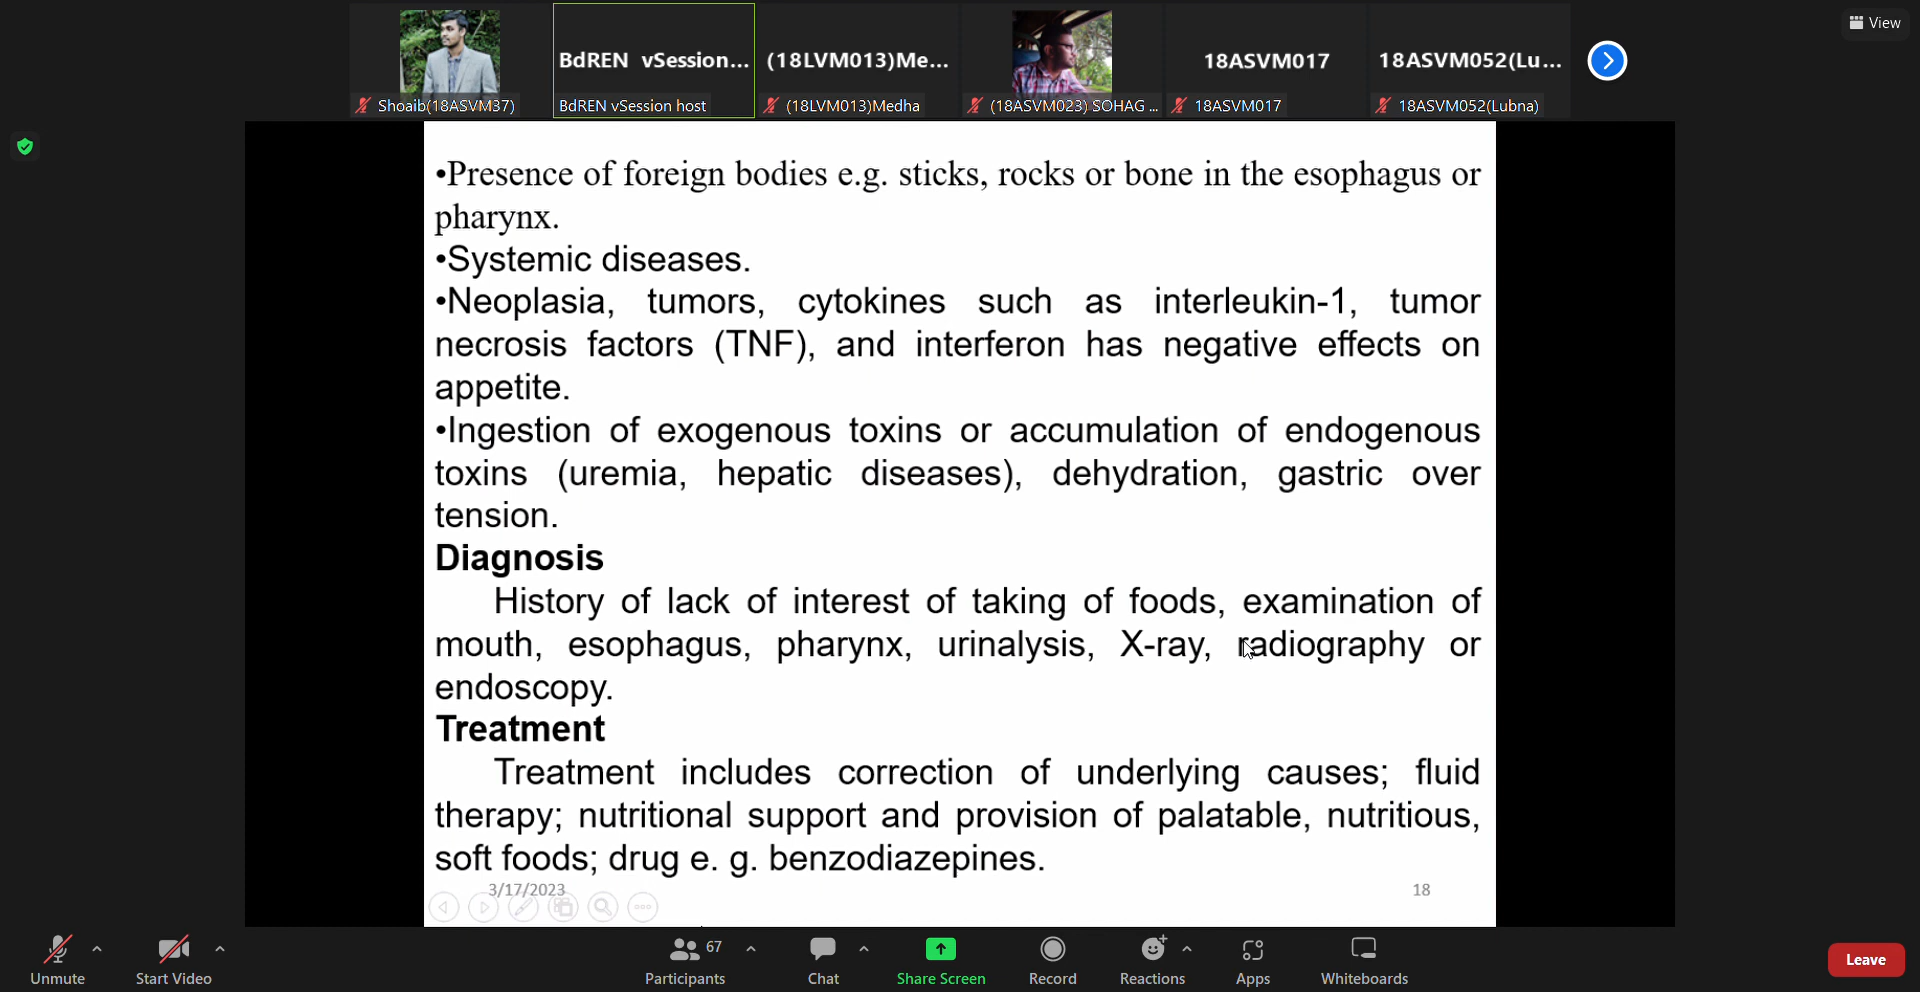 View
BdREN vSession...
(18LVM013)Me...
18ASVM017
18ASVM052(Lu...
Shoaib(18ASVM37)
BdREN vSession host
(18LVM013)Medha
(18ASVM023) SOHAG ...
18ASVM017
18ASVM052(Lubna)
•Presence of foreign bodies e.g. sticks, rocks or bone in the esophagus or
pharynx.
•Systemic diseases.
•Neoplasia, tumors, cytokines such as interleukin-1, tumor
necrosis factors (TNF), and interferon has negative effects on
appetite.
•Ingestion of exogenous toxins or accumulation of endogenous
toxins (uremia, hepatic diseases), dehydration, gastric over
tension.
Diagnosis
History of lack of interest of taking of foods, examination of
mouth, esophagus, pharynx, urinalysis, X-ray, radiography or
endoscopy.
Treatment
Treatment includes correction of underlying causes; fluid
therapy; nutritional support and provision of palatable, nutritious,
soft foods; drug e. g. benzodiazepines.
3/17/2023
18
67
Unmute
Start Video
Participants
Chat
Share Screen
Record
Reactions
Apps
Whiteboards
Leave